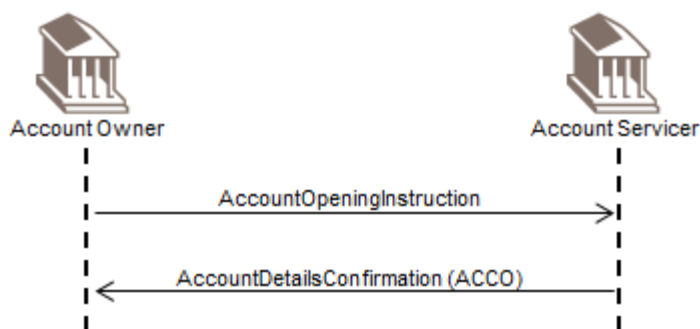 Account Owner
Account Servicer
AccountOpeningInstruction
AccountDetailsConfirmation (ACCO)